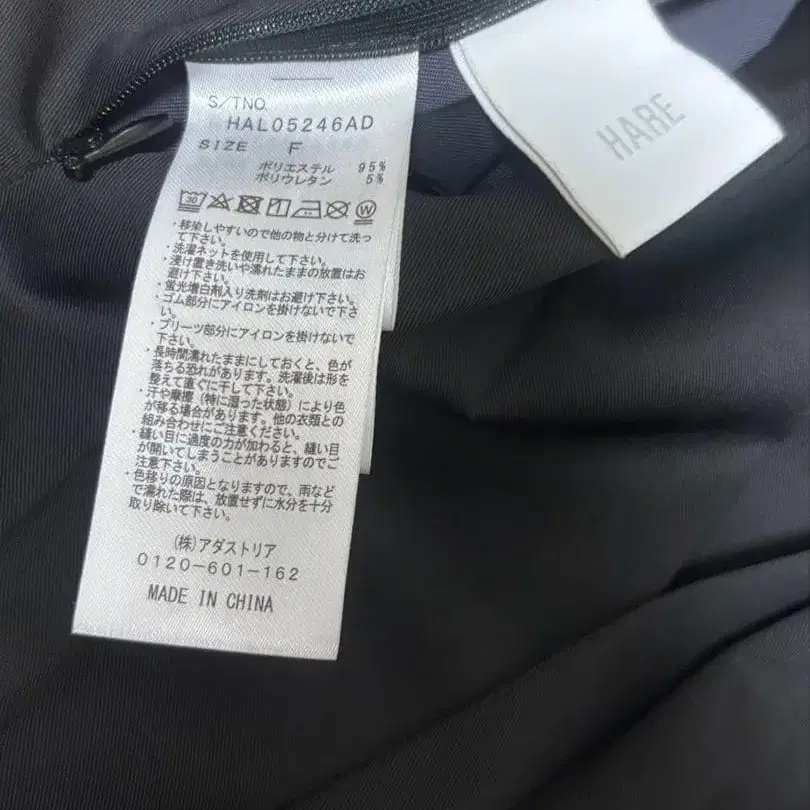 S/TNO.
HAL05246AD
SIZE F
ポリエステル 95%
ポリウレタン 5%
30
W
・移染しやすいので他の物と分けて洗っ
て下さい。
・洗濯ネットを使用して下さい。
・浸け置き洗いや濡れたままの放置はお
避け下さい。
・蛍光増白剤入り洗剤はお避け下さい。
・ゴム部分にアイロンを掛けないで下さ
い。
・プリーツ部分にアイロンを掛けないで
下さい。
・長時間濡れたままにしておくと、色が
落ちる恐れがあります。洗濯後は形を
整えて直ぐに干して下さい。
・汗や摩擦（特に湿った状態）により色
が移る場合があります。他の衣類との
組み合わせにご注意ください。
・縫い目に過度の力が加わると、縫い目
が開いてしまうことがありますのでご
注意下さい。
・色移りの原因となりますので、雨など
で濡れた際は、放置せずに水分を十分
取り除いて下さい。
(株)アダストリア
0120-601-162
MADE IN CHINA
HARE